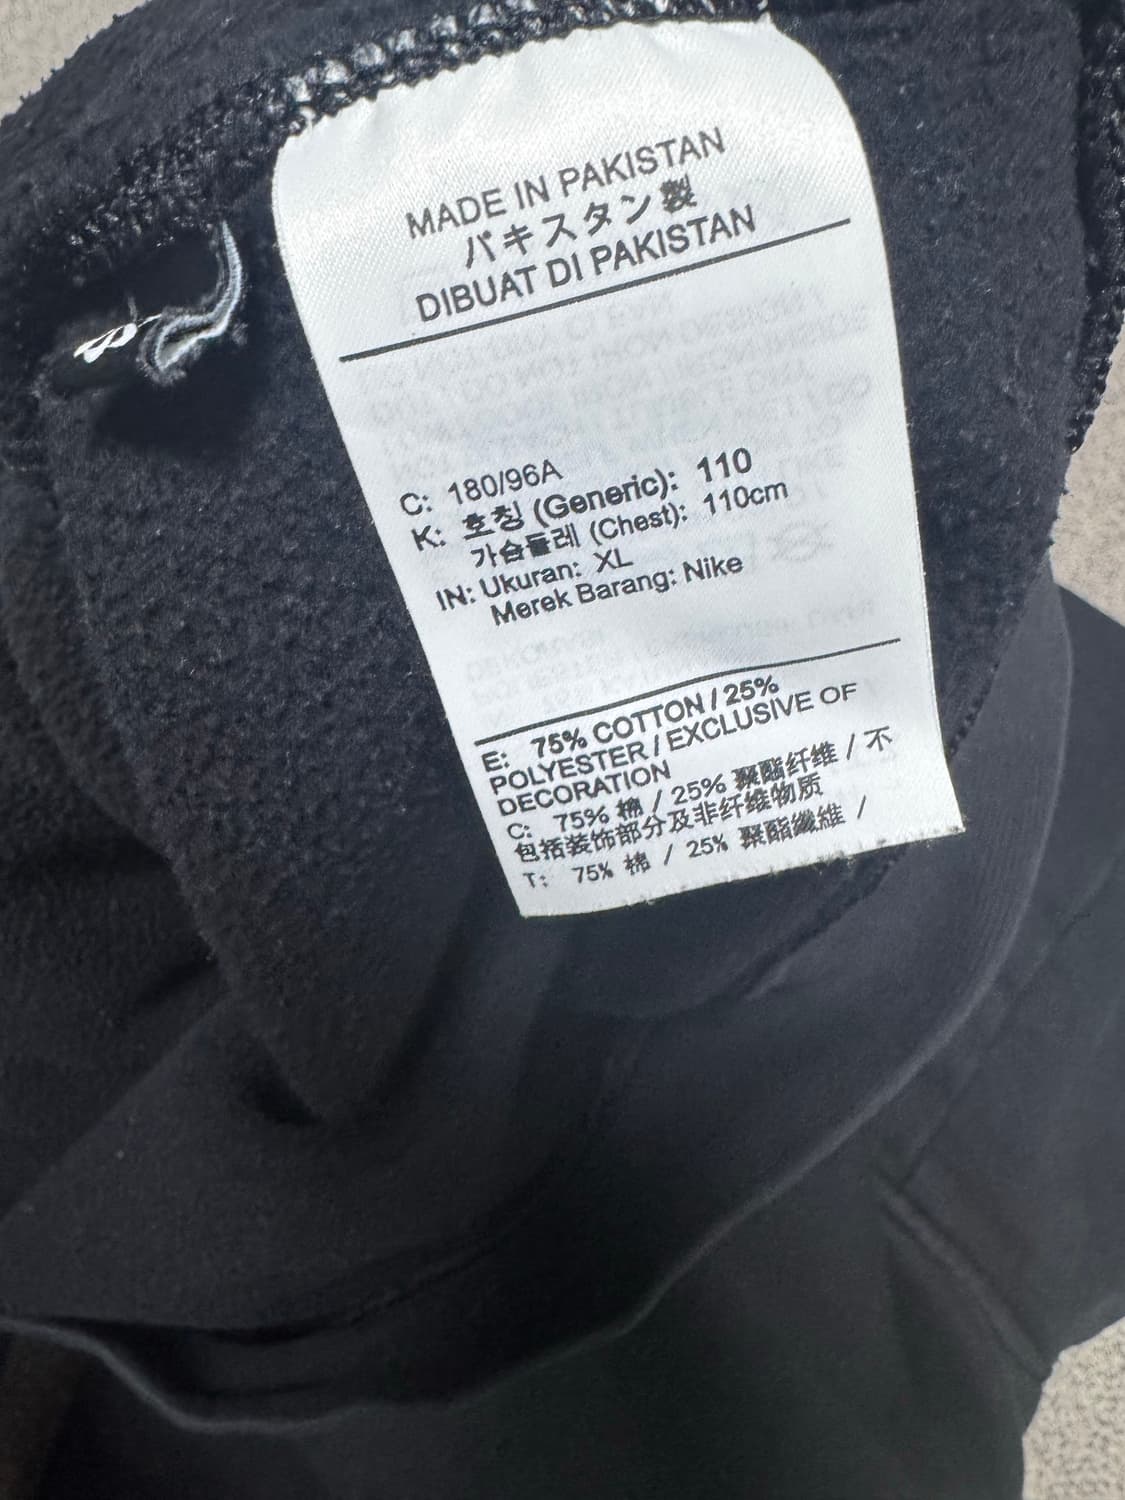 MADE IN PAKISTAN
パキスタン製
DIBUAT DI PAKISTAN
C: 180/96A
K: 호칭 (Generic): 110
가슴둘레 (Chest): 110cm
IN: Ukuran: XL
Merek Barang: Nike
E: 75% COTTON / 25%
POLYESTER / EXCLUSIVE OF
DECORATION
C: 75% 棉 / 25% 聚酯纤维 / 不
包括装饰部分及非纤维物质
T: 75% 棉 / 25% 聚酯纖維 /